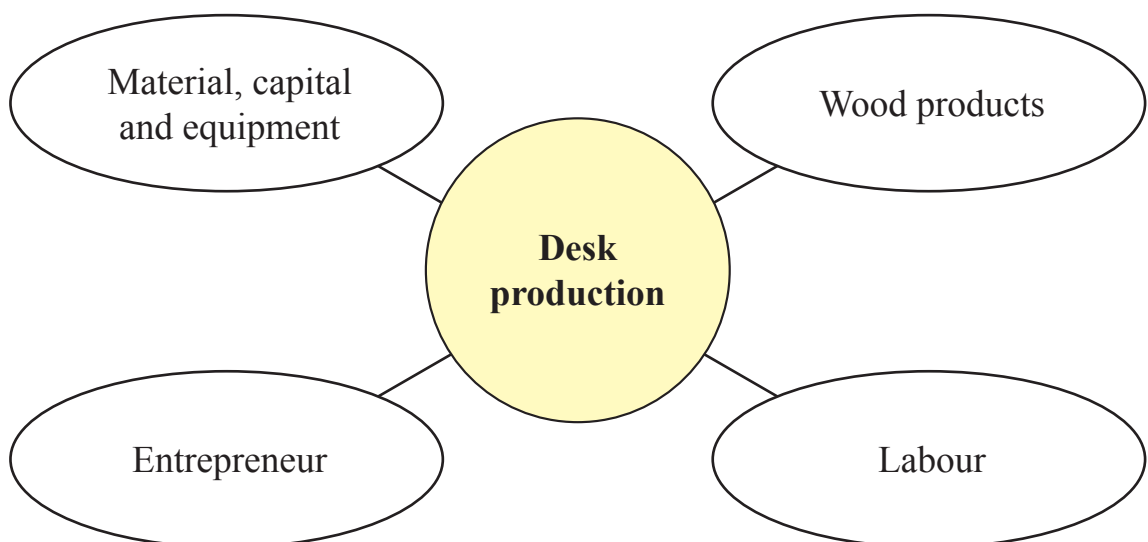 Material, capital
and equipment
Wood products
Desk
production
Entrepreneur
Labour